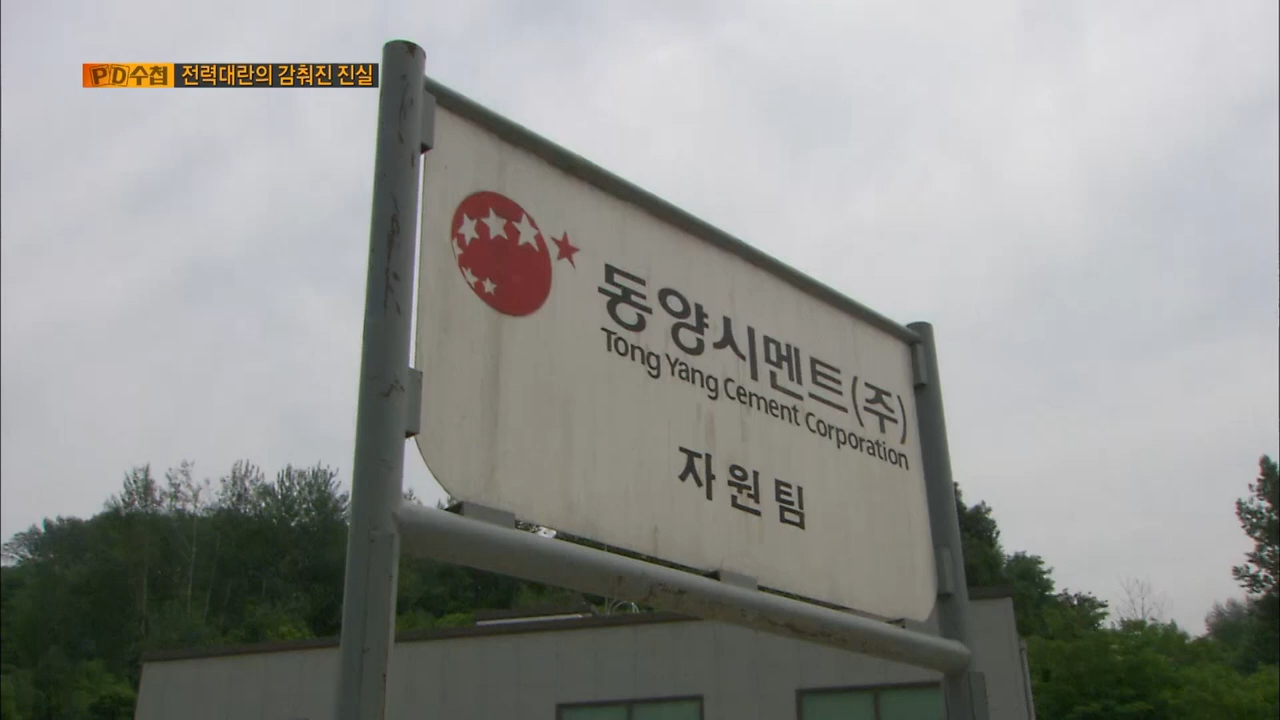 PD수첩 전력대란의 감춰진 진실
동양시멘트(주)
Tong Yang Cement Corporation
자원팀